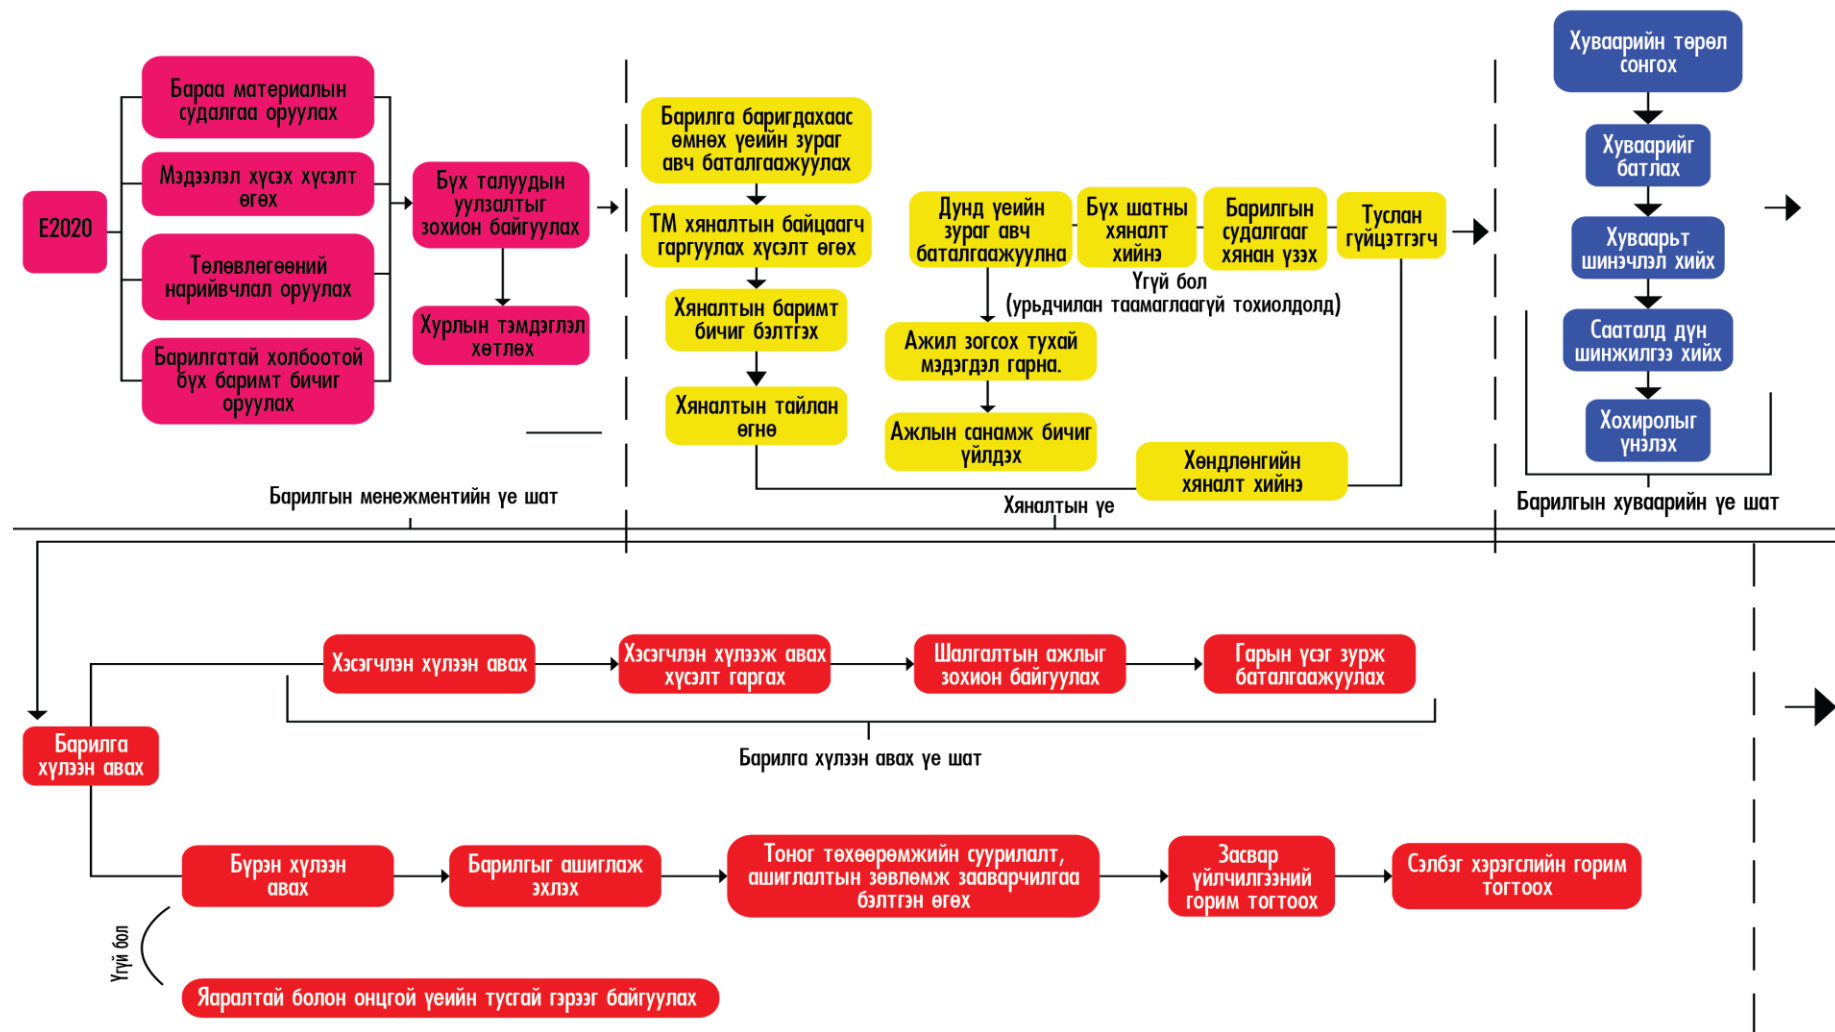 Е2020
Бараа материалын
судалгаа оруулах
Мэдээлэл хүсэх хүсэлт
өгөх
Төлөвлөгөөний
нарийвчлал оруулах
Барилгатай холбоотой
бүх баримт бичиг
оруулах
Бүх талуудын
уулзалтыг
зохион байгуулах
Хурлын тэмдэглэл
хөтлөх
Барилгын менежментийн үе шат
Барилга баригдахаас
өмнөх үеийн зураг
авч баталгаажуулах
ТМ хяналтын байцаагч
гаргуулах хүсэлт өгөх
Хяналтын баримт
бичиг бэлтгэх
Хяналтын тайлан
өгнө
Дунд үеийн
зураг авч
баталгаажуулна
Бүх шатны
хяналт
хийнэ
Барилгын
судалгааг
хянан үзэх
Туслан
гүйцэтгэгч
Үгүй бол
(урьдчилан таамаглаагүй тохиолдолд)
Ажил зогсох тухай
мэдэгдэл гарна.
Ажлын санамж бичиг
үйлдэх
Хөндлөнгийн
хяналт хийнэ
Хяналтын үе
Хуваарийн төрөл
сонгох
Хуваарийг
батлах
Хуваарьт
шинэчлэл хийх
Сааталд дүн
шинжилгээ хийх
Хохиролыг
үнэлэх
Барилгын хуваарийн үе шат
Барилга
хүлээн авах
Хэсэгчлэн хүлээн авах
Хэсэгчлэн хүлээж авах
хүсэлт гаргах
Шалгалтын ажлыг
зохион байгуулах
Гарын үсэг зурж
баталгаажуулах
Барилга хүлээн авах үе шат
Бүрэн хүлээн
авах
Барилгыг ашиглаж
эхлэх
Тоног төхөөрөмжийн суурилалт,
ашиглалтын зөвлөмж зааварчилгаа
бэлтгэн өгөх
Засвар
үйлчилгээний
горим тогтоох
Сэлбэг хэрэгслийн горим
тогтоох
Үгүй бол
Яаралтай болон онцгой үеийн тусгай гэрээг байгуулах